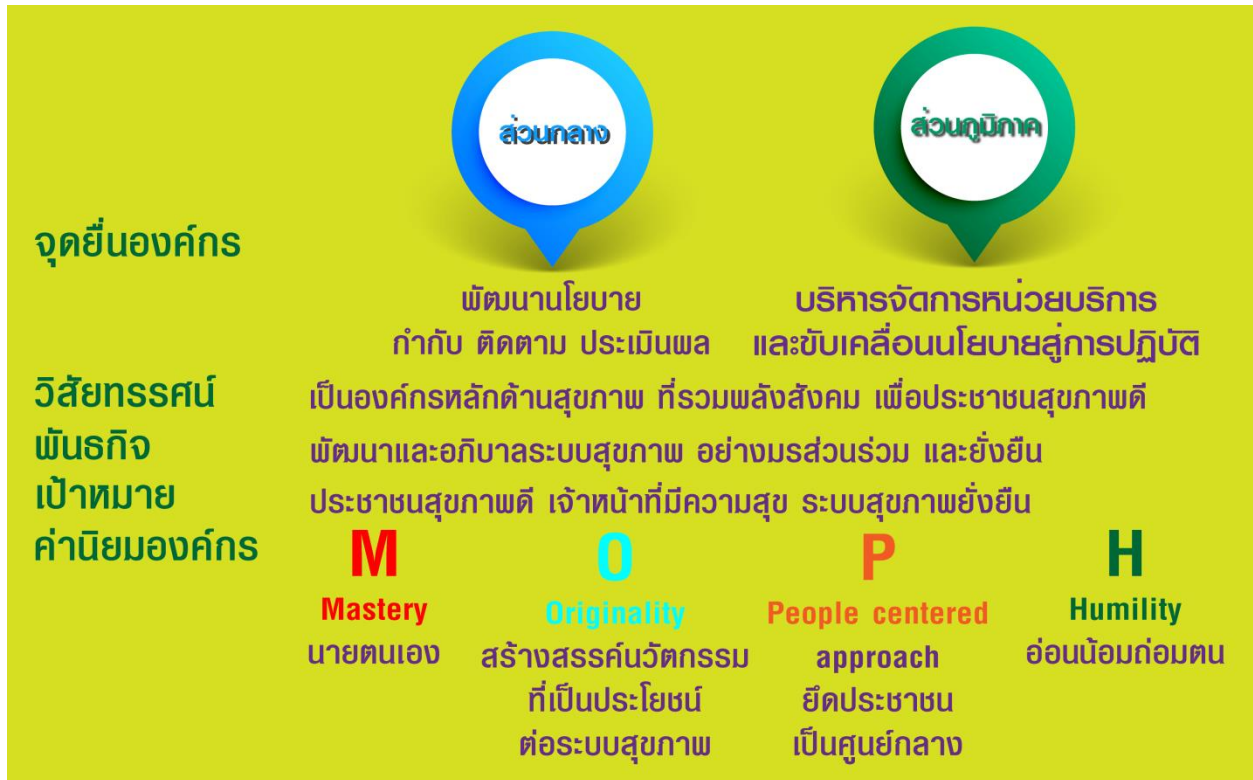 ส่วนกลาง
ส่วนภูมิภาค
จุดยืนองค์กร
พัฒนานโยบาย
กำกับ ติดตาม ประเมินผล
บริหารจัดการหน่วยบริการ
และขับเคลื่อนนโยบายสู่การปฏิบัติ
วิสัยทรรศน์
เป็นองค์กรหลักด้านสุขภาพ ที่รวมพลังสังคม เพื่อประชาชนสุขภาพดี
พันธกิจ
พัฒนาและอภิบาลระบบสุขภาพ อย่างมรส่วนร่วม และยั่งยืน
เป้าหมาย
ประชาชนสุขภาพดี เจ้าหน้าที่มีความสุข ระบบสุขภาพยั่งยืน
ค่านิยมองค์กร
M
Mastery
นายตนเอง
O
Originality
สร้างสรรค์นวัตกรรม
ที่เป็นประโยชน์
ต่อระบบสุขภาพ
P
People centered
approach
ยึดประชาชน
เป็นศูนย์กลาง
H
Humility
อ่อนน้อมถ่อมตน